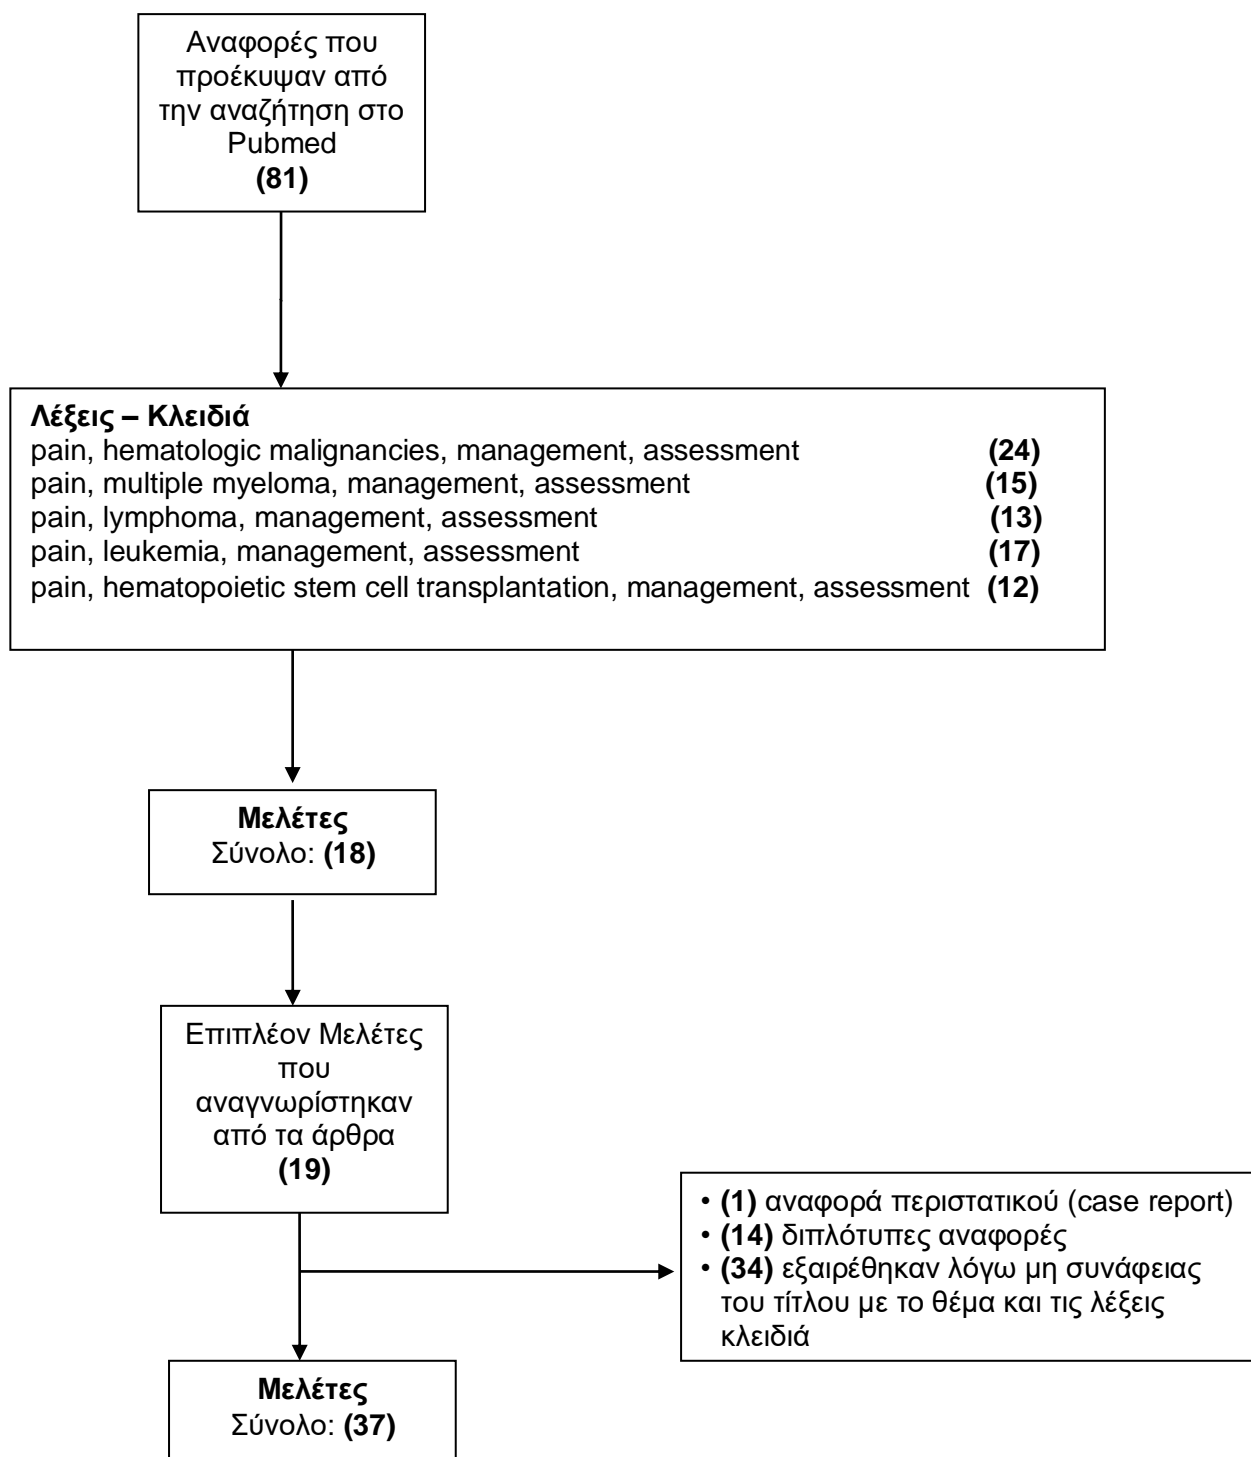 Αναφορές που
προέκυψαν από
την αναζήτηση στο
Pubmed
(81)
Λέξεις – Κλειδιά
pain, hematologic malignancies, management, assessment (24)
pain, multiple myeloma, management, assessment (15)
pain, lymphoma, management, assessment (13)
pain, leukemia, management, assessment (17)
pain, hematopoietic stem cell transplantation, management, assessment (12)
Μελέτες
Σύνολο: (18)
Επιπλέον Μελέτες
που
αναγνωρίστηκαν
από τα άρθρα
(19)
• (1) αναφορά περιστατικού (case report)
• (14) διπλότυπες αναφορές
• (34) εξαιρέθηκαν λόγω μη συνάφειας
του τίτλου με το θέμα και τις λέξεις
κλειδιά
Μελέτες
Σύνολο: (37)